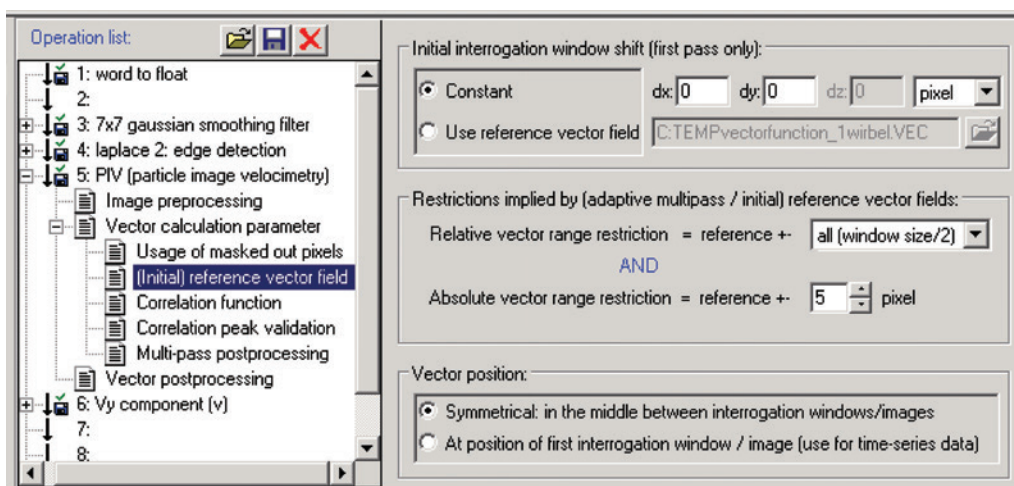 Operation list:
1: word to float
2:
3: 7x7 gaussian smoothing filter
4: laplace 2: edge detection
5: PIV (particle image velocimetry)
Image preprocessing
Vector calculation parameter
Usage of masked out pixels
(Initial) reference vector field
Correlation function
Correlation peak validation
Multi-pass postprocessing
Vector postprocessing
6: Vy component (v)
7:
8:
Initial interrogation window shift (first pass only):
Constant dx: 0 dy: 0 dz: 0 pixel
Use reference vector field C:TEMPvectorfunction_1wirbel.VEC
Restrictions implied by (adaptive multipass / initial) reference vector fields:
Relative vector range restriction = reference +- all (window size/2)
AND
Absolute vector range restriction = reference +- 5 pixel
Vector position:
Symmetrical: in the middle between interrogation windows/images
At position of first interrogation window / image (use for time-series data)